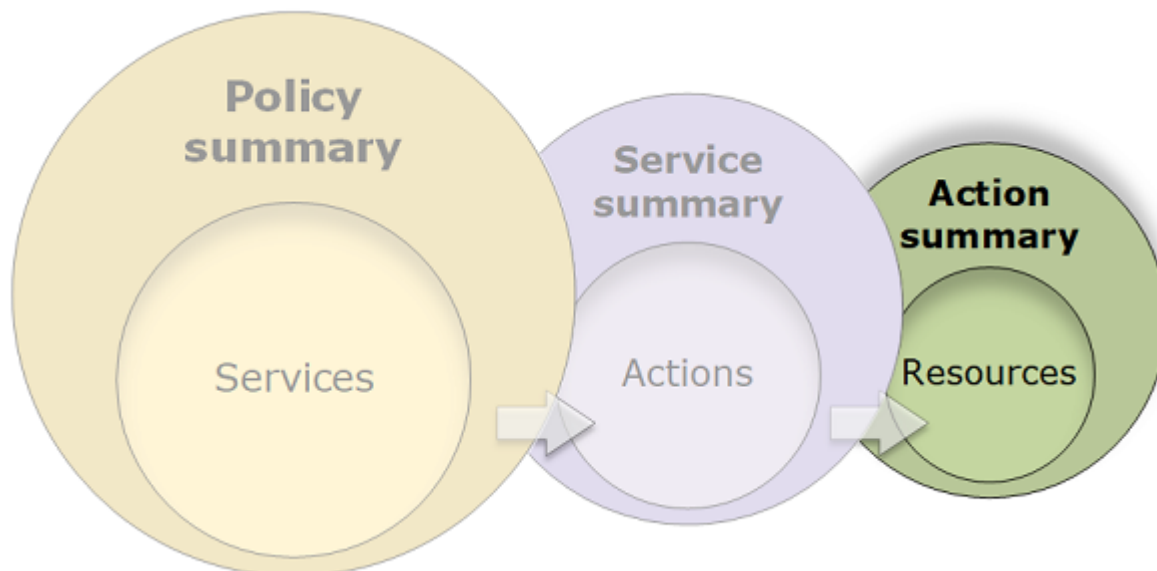 Policy
summary
Services
Service
summary
Actions
Action
summary
Resources